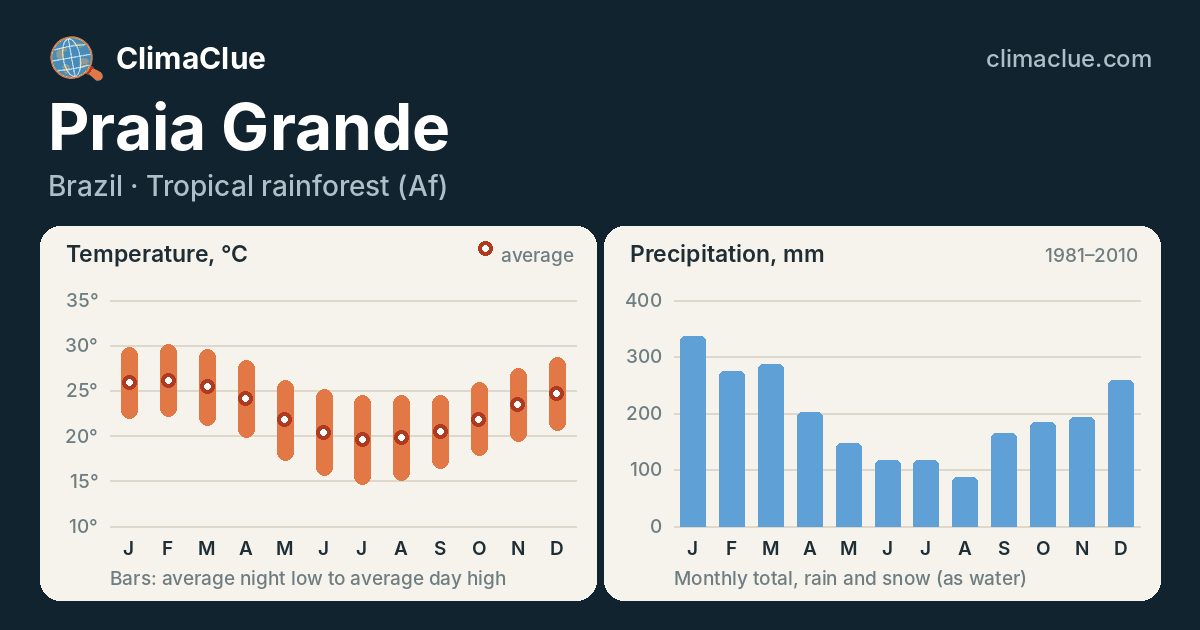 ClimaClue
climaclue.com
Praia Grande
Brazil · Tropical rainforest (Af)
Temperature, °C
average
35°
30°
25°
20°
15°
10°
J F M A M J J A S O N D
Bars: average night low to average day high
Precipitation, mm
1981–2010
400
300
200
100
0
J F M A M J J A S O N D
Monthly total, rain and snow (as water)